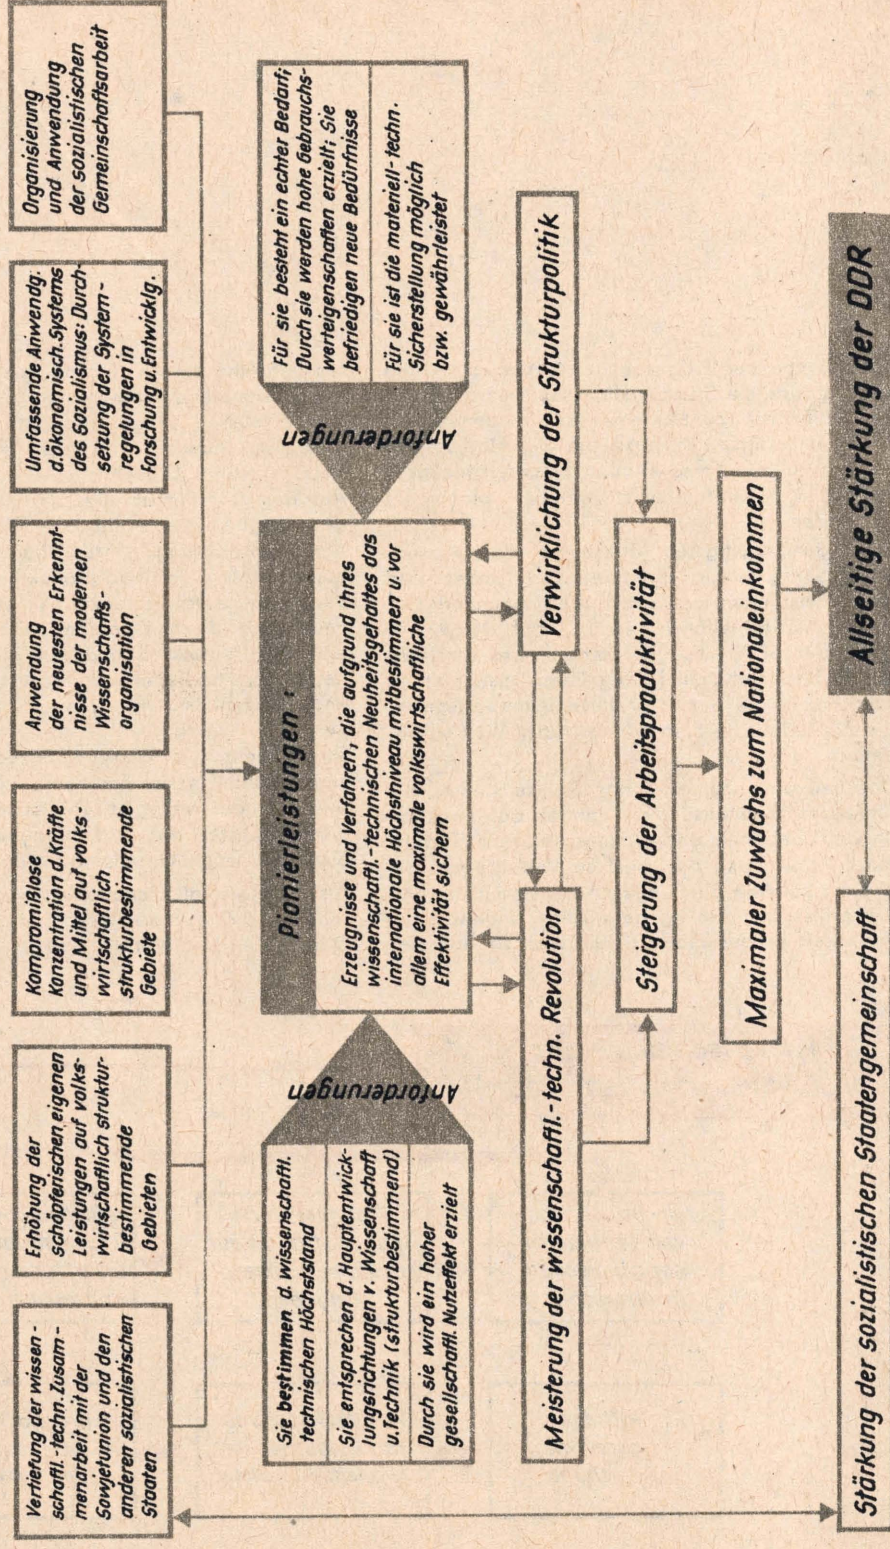 Vertiefung der wissen-
schaftl.-techn. Zusam-
menarbeit mit der
Sowjetunion und den
anderen sozialistischen
Staaten
Erhöhung der
schöpferischen eigenen
Leistungen auf volks-
wirtschaftlich struktur-
bestimmende
Gebieten
Kompromißlose
Konzentration d. Kräfte
und Mittel auf volks-
wirtschaftlich
strukturbestimmende
Gebiete
Anwendung
der neuesten Erkennt-
nisse der modernen
Wissenschafts-
organisation
Umfassende Anwendg.
d. ökonomisch. Systems
des Sozialismus: Durch-
setzung der System-
regelungen in
Forschung u. Entwicklg.
Organisierung
und Anwendung
der sozialistischen
Gemeinschaftsarbeit
Sie bestimmen d. wissenschaftl.
technischen Höchststand
Sie entsprechen d. Hauptentwick-
lungsrichtungen v. Wissenschaft
u. Technik (strukturbestimmend)
Durch sie wird ein hoher
gesellschaftl. Nutzeffekt erzielt
Anforderungen
Pionierleistungen
Erzeugnisse und Verfahren, die aufgrund ihres
wissenschaftl.-technischen Neuheitsgehaltes das
internationale Höchstniveau mitbestimmen u. vor
allem eine maximale volkswirtschaftliche
Effektivität sichern
Anforderungen
Für sie besteht ein echter Bedarf;
Durch sie werden hohe Gebrauchs-
werteigenschaften erzielt; Sie
befriedigen neue Bedürfnisse
Für sie ist die materiell-techn.
Sicherstellung möglich
bzw. gewährleistet
Meisterung der wissenschaftl.-techn. Revolution
Verwirklichung der Strukturpolitik
Steigerung der Arbeitsproduktivität
Maximaler Zuwachs zum Nationaleinkommen
Stärkung der sozialistischen Staatengemeinschaft
Allseitige Stärkung der DDR